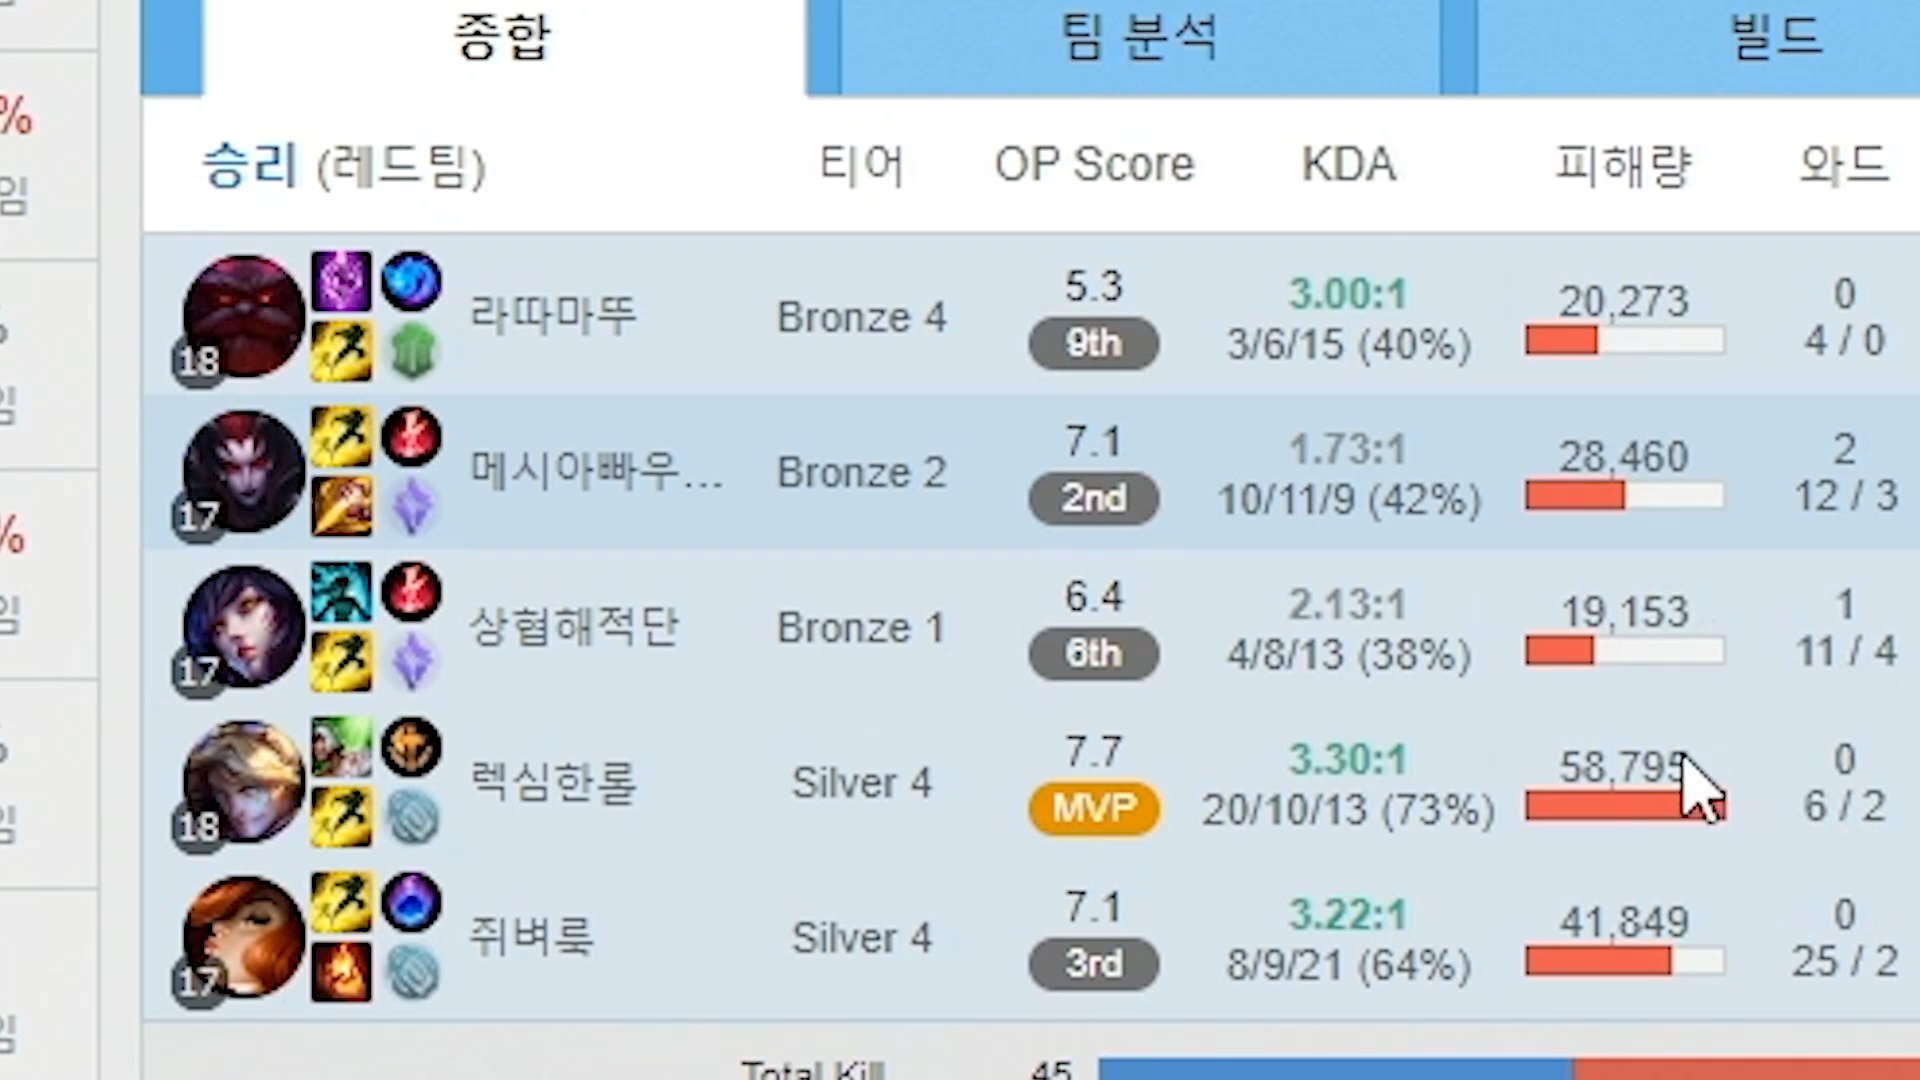 종합 팀 분석 빌드
승리 (레드팀) 티어 OP Score KDA 피해량 와드
18 라따마뚜 Bronze 4 5.3 9th 3.00:1 3/6/15 (40%) 20,273 0 4 / 0
17 메시아빠우... Bronze 2 7.1 2nd 1.73:1 10/11/9 (42%) 28,460 2 12 / 3
17 상혐해적단 Bronze 1 6.4 6th 2.13:1 4/8/13 (38%) 19,153 1 11 / 4
18 렉심한롤 Silver 4 7.7 MVP 3.30:1 20/10/13 (73%) 58,795 0 6 / 2
17 쥐벼룩 Silver 4 7.1 3rd 3.22:1 8/9/21 (64%) 41,849 0 25 / 2
Total Kill 45